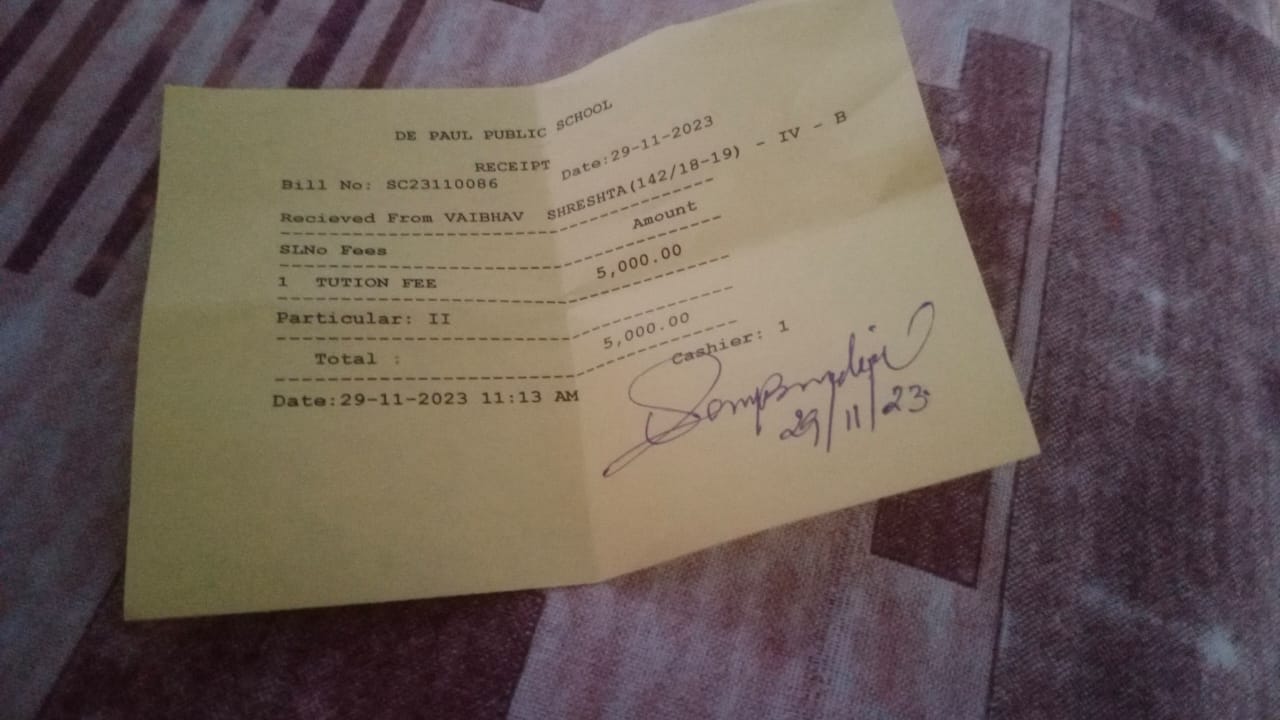 DE PAUL PUBLIC SCHOOL
RECEIPT
Bill No: SC23110086 Date:29-11-2023
Recieved From VAIBHAV SHRESHTA(142/18-19) - IV - B
SLNo Fees Amount
1 TUTION FEE 5,000.00
Particular: II
Total : 5,000.00
Cashier: 1
Date:29-11-2023 11:13 AM
29/11/23